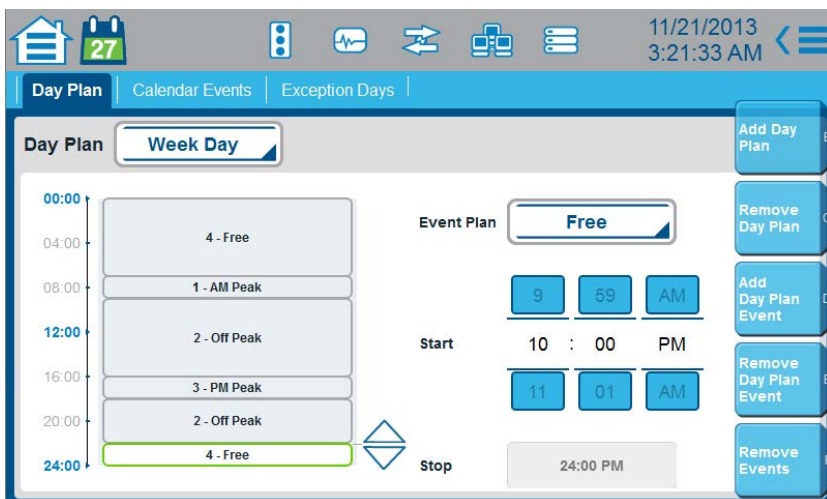 27
11/21/2013
3:21:33 AM
Day Plan
Calendar Events
Exception Days
Day Plan
Week Day
00:00
04:00
08:00
12:00
16:00
20:00
24:00
4 - Free
1 - AM Peak
2 - Off Peak
3 - PM Peak
2 - Off Peak
4 - Free
Event Plan
Free
9 59 AM
Start
10 : 00 PM
11 01 AM
Stop
24:00 PM
Add Day
Plan
Remove
Day Plan
Add
Day Plan
Event
Remove
Day Plan
Event
Remove
Events